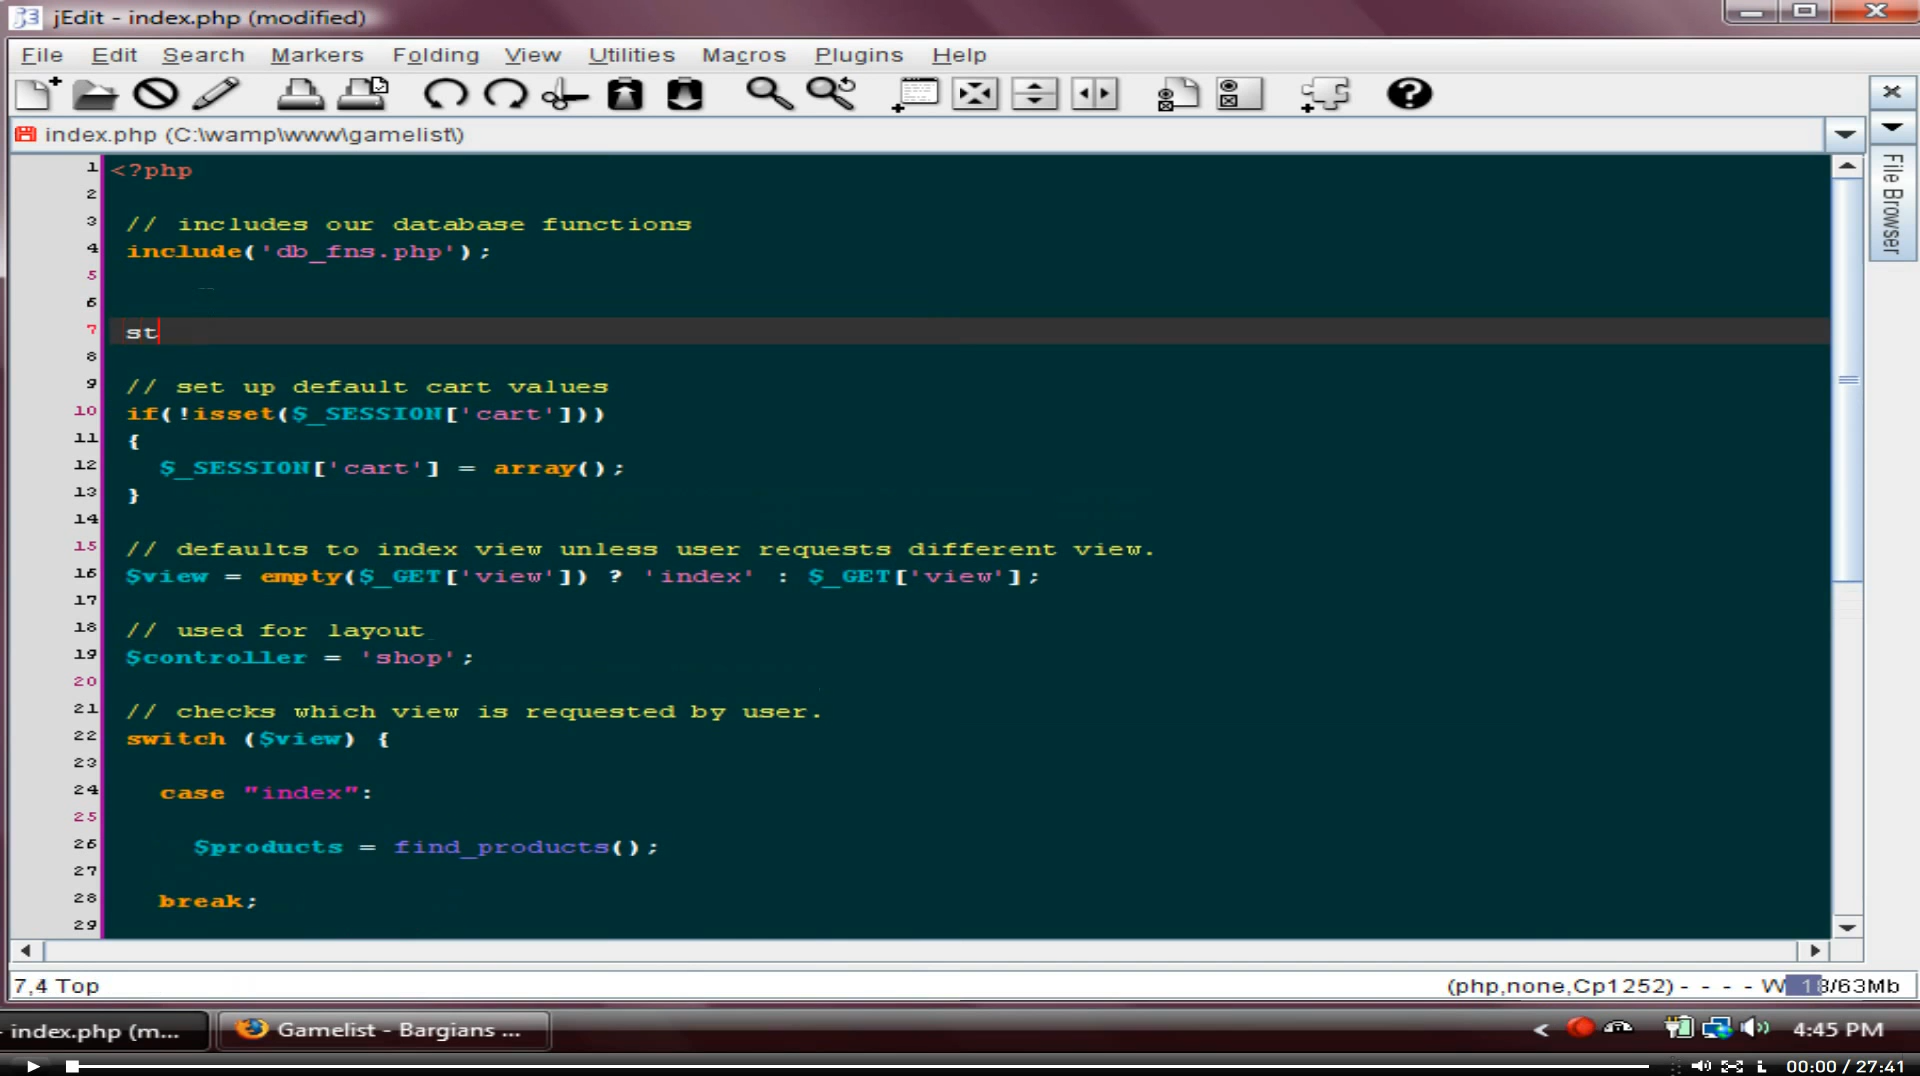 jEdit - index.php (modified)
File Edit Search Markers Folding View Utilities Macros Plugins Help
index.php (C:\wamp\www\gamelist\)
File Browser
1 <?php
2
3 // includes our database functions
4 include('db_fns.php');
5
6
7 st
8
9 // set up default cart values
10 if(!isset($_SESSION['cart']))
11 {
12 $_SESSION['cart'] = array();
13 }
14
15 // defaults to index view unless user requests different view.
16 $view = empty($_GET['view']) ? 'index' : $_GET['view'];
17
18 // used for layout
19 $controller = 'shop';
20
21 // checks which view is requested by user.
22 switch ($view) {
23
24 case "index":
25
26 $products = find_products();
27
28 break;
29
7,4 Top
(php,none,Cp1252)- - - - W 18/63Mb
- index.php (m...
Gamelist - Bargians ...
4:45 PM
00:00 / 27:41